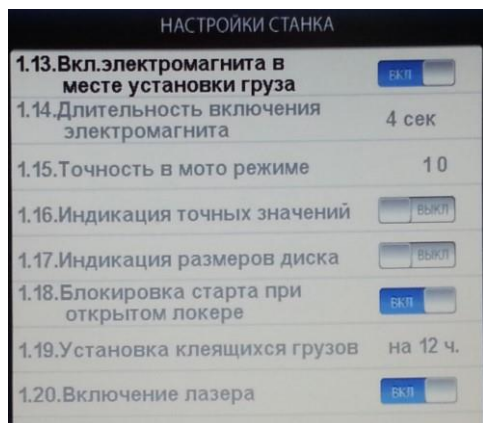 НАСТРОЙКИ СТАНКА
1.13.Вкл.электромагнита в
месте установки груза
ВКЛ
1.14.Длительность включения
электромагнита
4 сек
1.15.Точность в мото режиме
10
1.16.Индикация точных значений
ВЫКЛ
1.17.Индикация размеров диска
ВЫКЛ
1.18.Блокировка старта при
открытом локере
ВКЛ
1.19.Установка клеящихся грузов
на 12 ч.
1.20.Включение лазера
ВКЛ